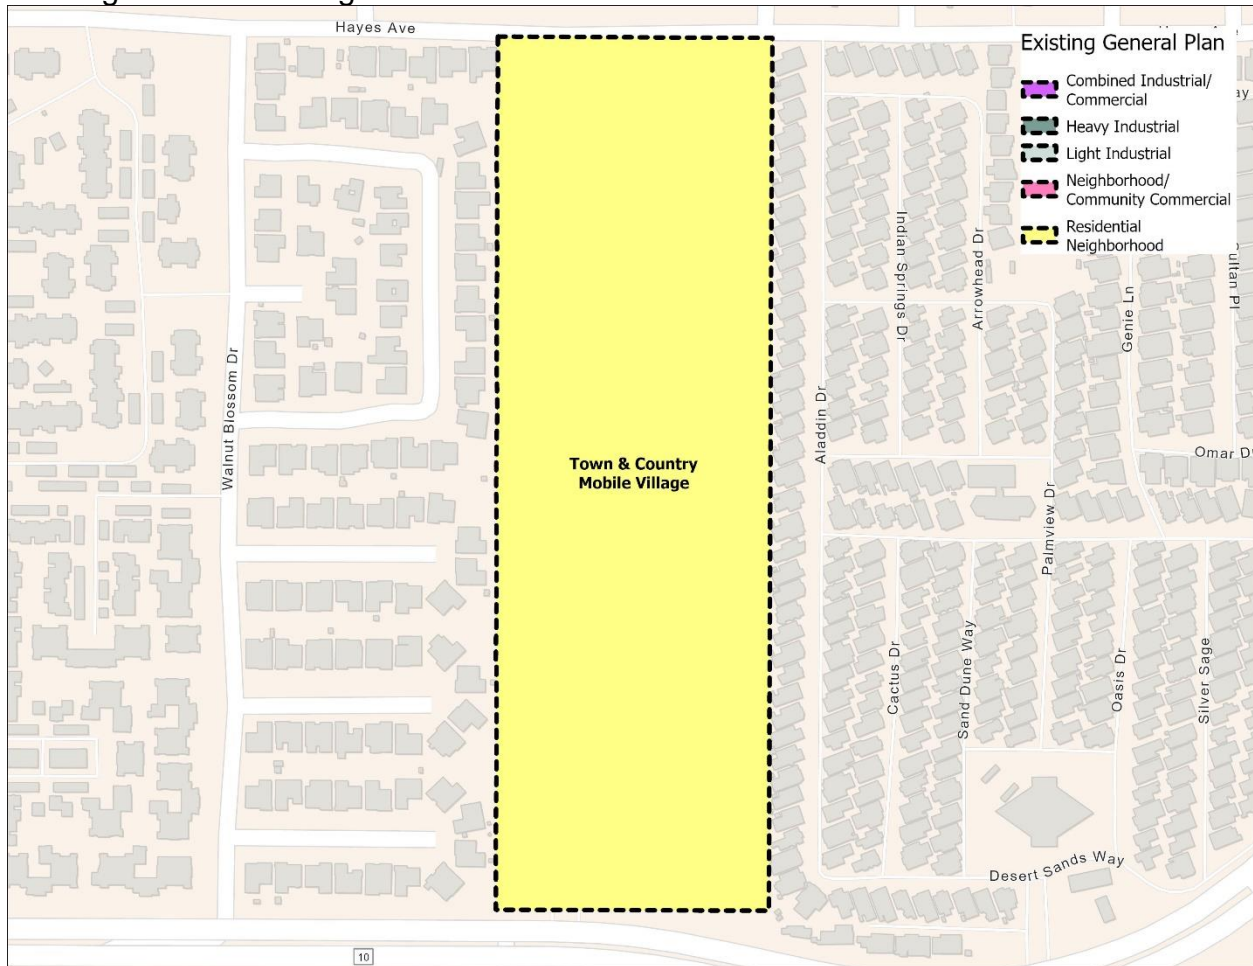 Hayes Ave
Existing General Plan
Combined Industrial/
Commercial
Heavy Industrial
Light Industrial
Neighborhood/
Community Commercial
Residential
Neighborhood
Indian Springs Dr
Arrowhead Dr
Genie Ln
Walnut Blossom Dr
Aladdin Dr
Town & Country
Mobile Village
Omar D
Palmview Dr
Cactus Dr
Sand Dune Way
Oasis Dr
Silver Sage
Desert Sands Way
10